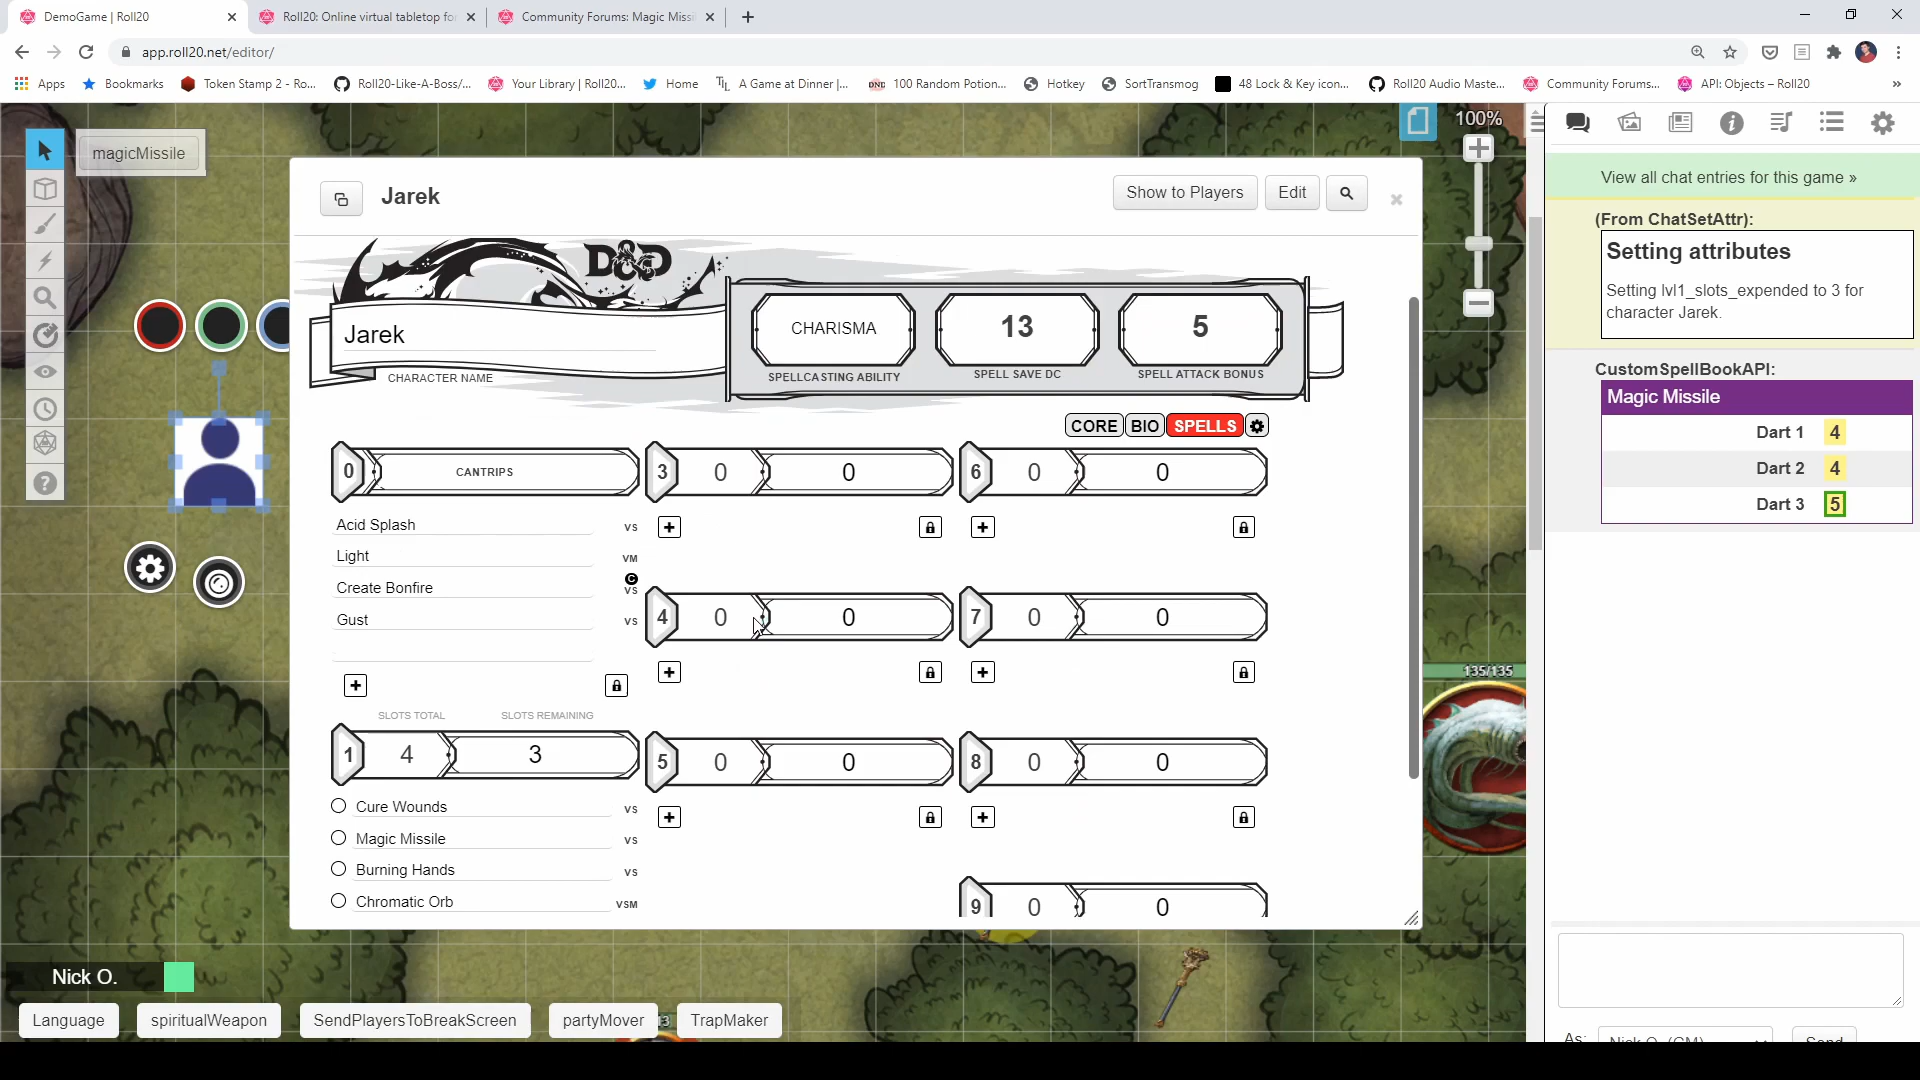 DemoGame | Roll20
Roll20: Online virtual tabletop fo
Community Forums: Magic Missi
app.roll20.net/editor/
Apps
Bookmarks
Token Stamp 2 - Ro...
Roll20-Like-A-Boss/...
Your Library | Roll20...
Home
A Game at Dinner |...
100 Random Potion...
Hotkey
SortTransmog
48 Lock & Key icon...
Roll20 Audio Maste...
Community Forums...
API: Objects – Roll20
»
magicMissile
100%
Jarek
Show to Players
Edit
D&D
Jarek
CHARACTER NAME
CHARISMA
SPELLCASTING ABILITY
13
SPELL SAVE DC
5
SPELL ATTACK BONUS
CORE
BIO
SPELLS
0 CANTRIPS
Acid Splash VS
Light VM
Create Bonfire C VS
Gust VS
SLOTS TOTAL SLOTS REMAINING
1 4 3
Cure Wounds VS
Magic Missile VS
Burning Hands VS
Chromatic Orb VSM
3 0 0
4 0 0
5 0 0
6 0 0
7 0 0
8 0 0
9 0 0
135/135
View all chat entries for this game »
(From ChatSetAttr):
Setting attributes
Setting lvl1_slots_expended to 3 for
character Jarek.
CustomSpellBookAPI:
Magic Missile
Dart 1 4
Dart 2 4
Dart 3 5
As: Nick O. (GM) Send
Nick O.
Language
spiritualWeapon
SendPlayersToBreakScreen
partyMover
TrapMaker